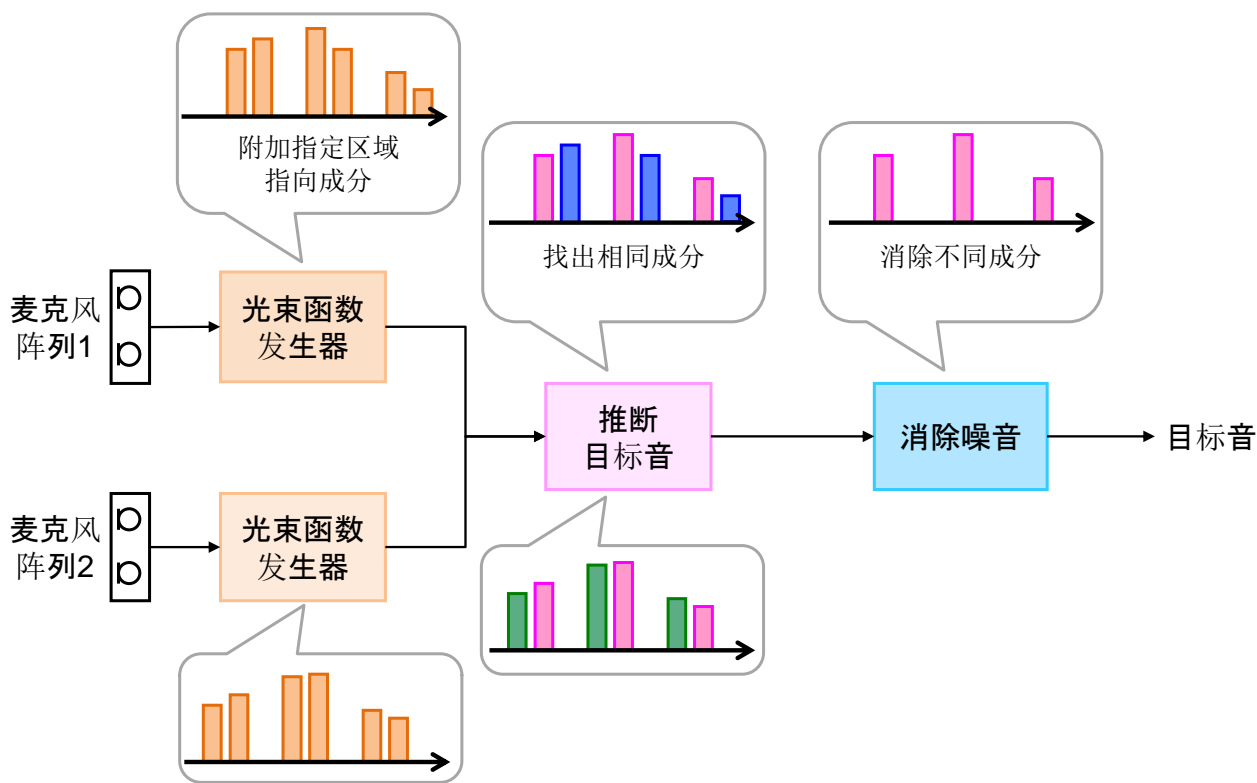 附加指定区域
指向成分
找出相同成分
消除不同成分
麦克风
阵列1
光束函数
发生器
推断
目标音
消除噪音
目标音
麦克风
阵列2
光束函数
发生器